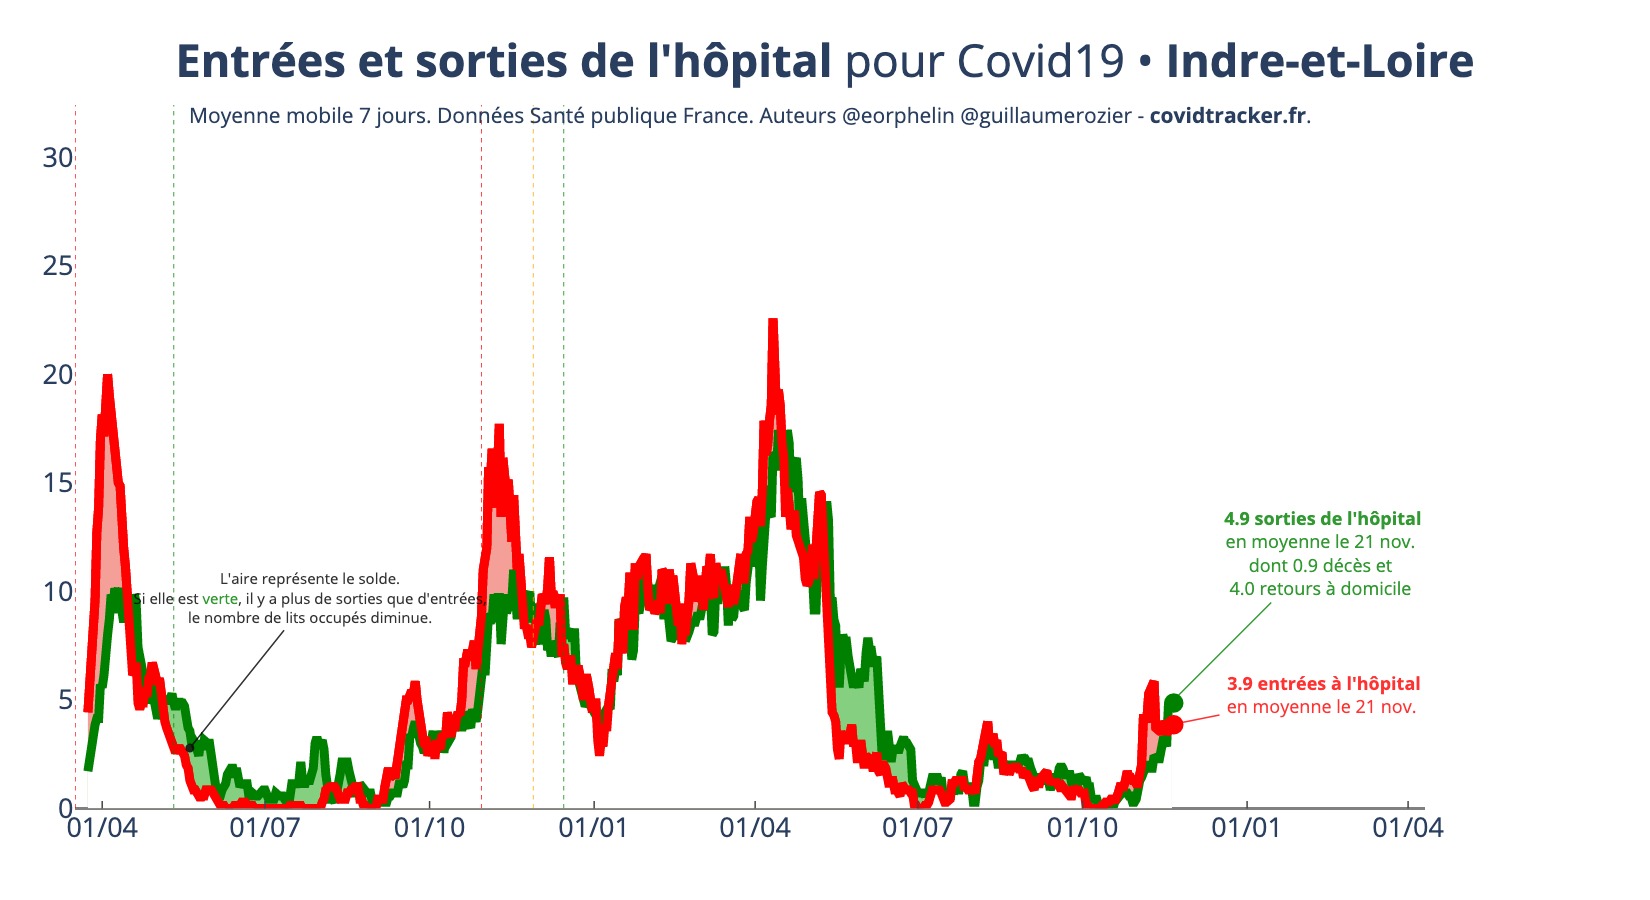 Entrées et sorties de l'hôpital pour Covid19 • Indre-et-Loire
Moyenne mobile 7 jours. Données Santé publique France. Auteurs @eorphelin @guillaumerozier - covidtracker.fr.
30
25
20
15
10
5
0
L'aire représente le solde.
Si elle est verte, il y a plus de sorties que d'entrées,
le nombre de lits occupés diminue.
4.9 sorties de l'hôpital
en moyenne le 21 nov.
dont 0.9 décès et
4.0 retours à domicile
3.9 entrées à l'hôpital
en moyenne le 21 nov.
01/04 01/07 01/10 01/01 01/04 01/07 01/10 01/01 01/04